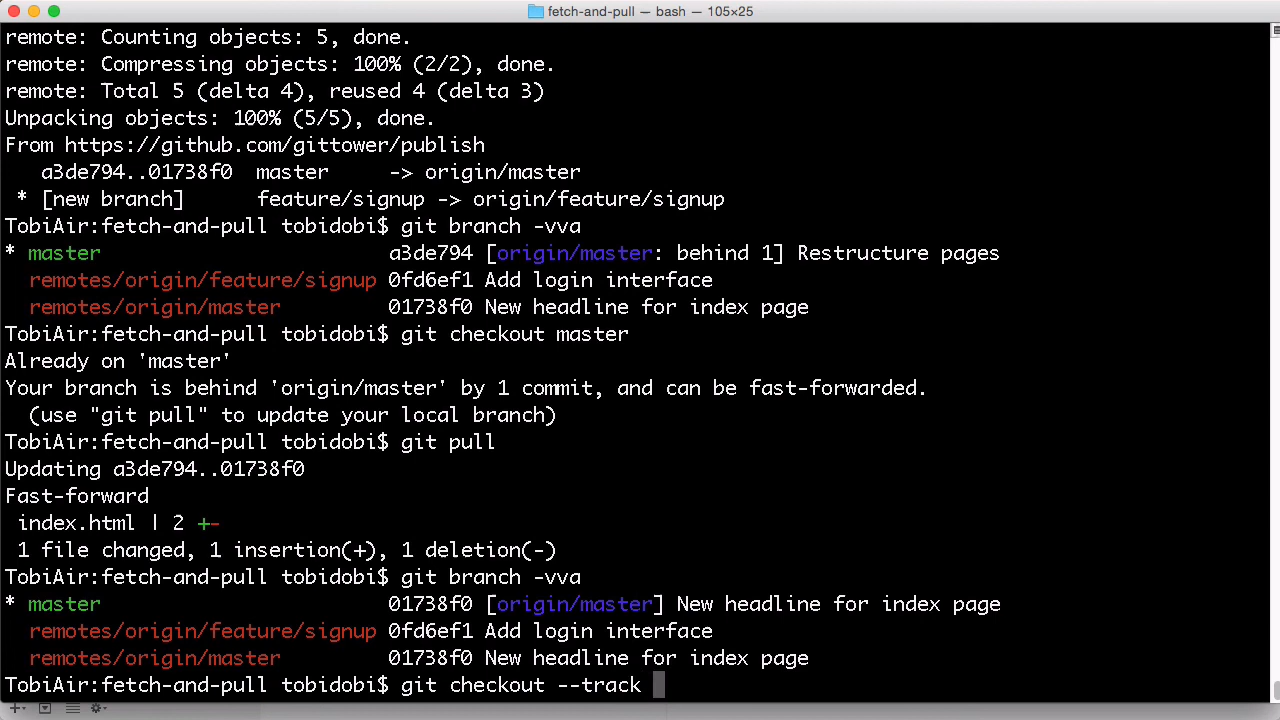 fetch-and-pull — bash — 105×25
remote: Counting objects: 5, done.
remote: Compressing objects: 100% (2/2), done.
remote: Total 5 (delta 4), reused 4 (delta 3)
Unpacking objects: 100% (5/5), done.
From https://github.com/gittower/publish
   a3de794..01738f0  master     -> origin/master
 * [new branch]      feature/signup -> origin/feature/signup
TobiAir:fetch-and-pull tobidobi$ git branch -vva
* master                        a3de794 [origin/master: behind 1] Restructure pages
  remotes/origin/feature/signup 0fd6ef1 Add login interface
  remotes/origin/master         01738f0 New headline for index page
TobiAir:fetch-and-pull tobidobi$ git checkout master
Already on 'master'
Your branch is behind 'origin/master' by 1 commit, and can be fast-forwarded.
  (use "git pull" to update your local branch)
TobiAir:fetch-and-pull tobidobi$ git pull
Updating a3de794..01738f0
Fast-forward
 index.html | 2 +-
 1 file changed, 1 insertion(+), 1 deletion(-)
TobiAir:fetch-and-pull tobidobi$ git branch -vva
* master                        01738f0 [origin/master] New headline for index page
  remotes/origin/feature/signup 0fd6ef1 Add login interface
  remotes/origin/master         01738f0 New headline for index page
TobiAir:fetch-and-pull tobidobi$ git checkout --track